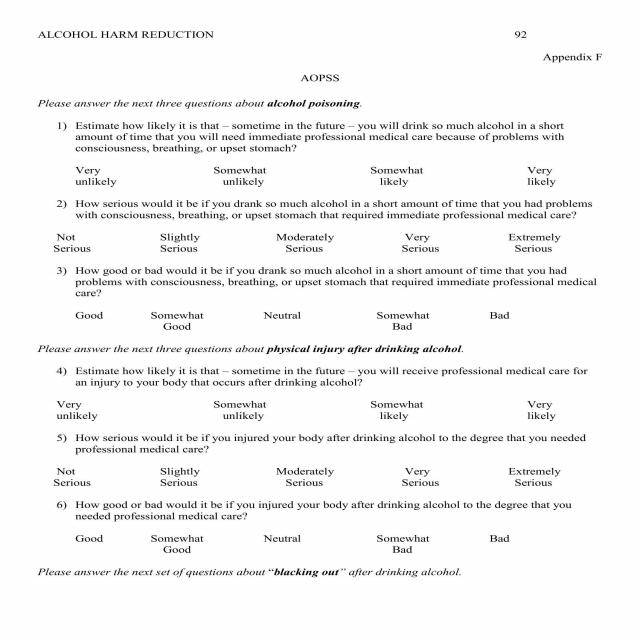 ALCOHOL HARM REDUCTION 92
Appendix F
AOPSS
Please answer the next three questions about alcohol poisoning.
1) Estimate how likely it is that – sometime in the future – you will drink so much alcohol in a short
amount of time that you will need immediate professional medical care because of problems with
consciousness, breathing, or upset stomach?
Very Somewhat Somewhat Very
unlikely unlikely likely likely
2) How serious would it be if you drank so much alcohol in a short amount of time that you had problems
with consciousness, breathing, or upset stomach that required immediate professional medical care?
Not Slightly Moderately Very Extremely
Serious Serious Serious Serious Serious
3) How good or bad would it be if you drank so much alcohol in a short amount of time that you had
problems with consciousness, breathing, or upset stomach that required immediate professional medical
care?
Good Somewhat Neutral Somewhat Bad
Good Bad
Please answer the next three questions about physical injury after drinking alcohol.
4) Estimate how likely it is that – sometime in the future – you will receive professional medical care for
an injury to your body that occurs after drinking alcohol?
Very Somewhat Somewhat Very
unlikely unlikely likely likely
5) How serious would it be if you injured your body after drinking alcohol to the degree that you needed
professional medical care?
Not Slightly Moderately Very Extremely
Serious Serious Serious Serious Serious
6) How good or bad would it be if you injured your body after drinking alcohol to the degree that you
needed professional medical care?
Good Somewhat Neutral Somewhat Bad
Good Bad
Please answer the next set of questions about “blacking out” after drinking alcohol.